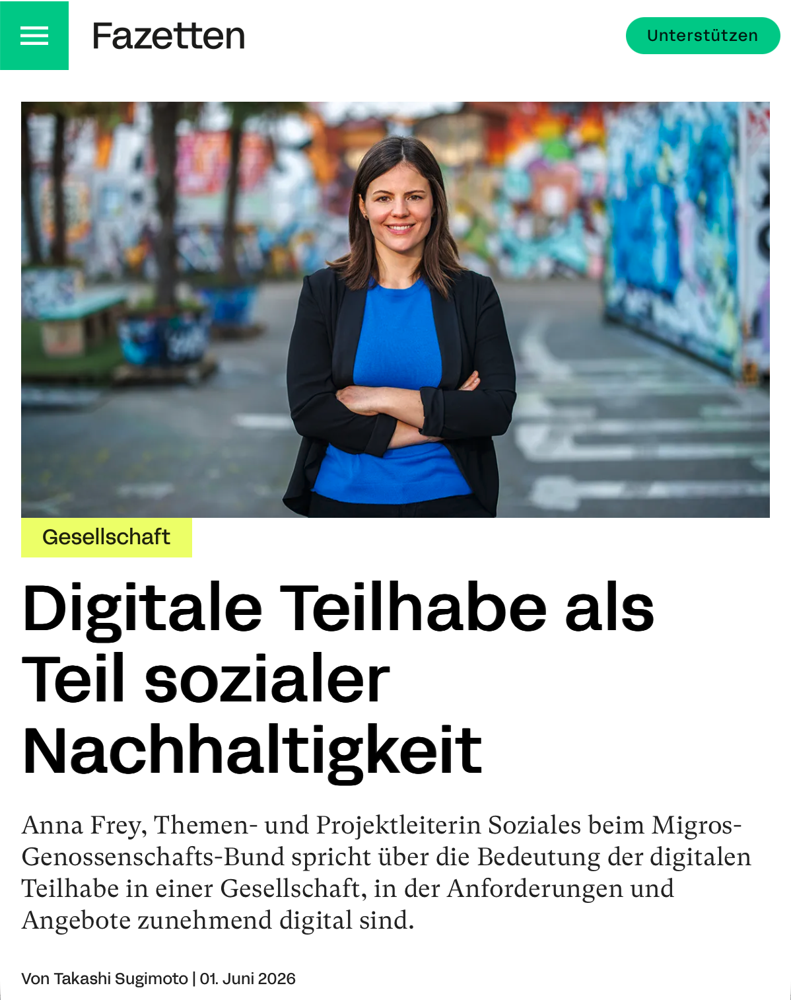 Fazetten
Unterstützen
Gesellschaft
Digitale Teilhabe als
Teil sozialer
Nachhaltigkeit
Anna Frey, Themen- und Projektleiterin Soziales beim Migros-
Genossenschafts-Bund spricht über die Bedeutung der digitalen
Teilhabe in einer Gesellschaft, in der Anforderungen und
Angebote zunehmend digital sind.
Von Takashi Sugimoto | 01. Juni 2026